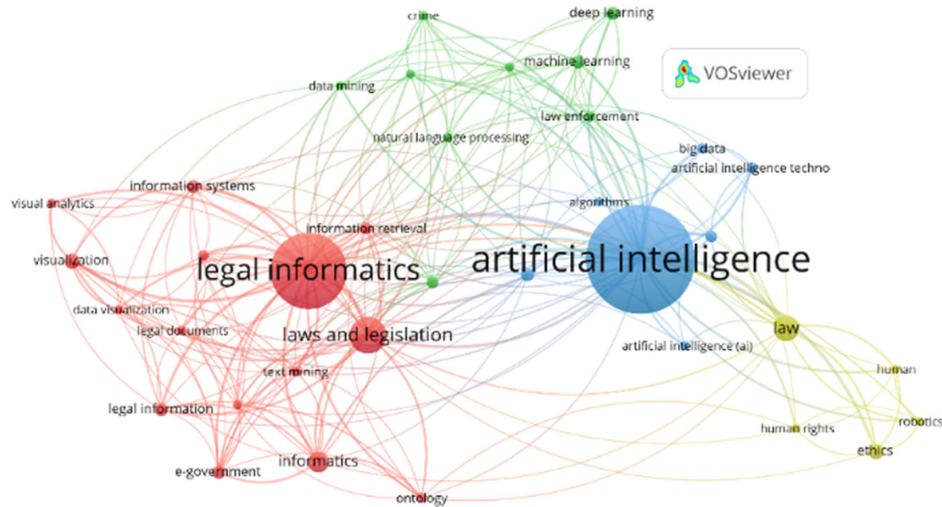 crime
deep learning
machine learning
VOSviewer
data mining
law enforcement
natural language processing
big data
artificial intelligence techno
information systems
visual analytics
algorithms
information retrieval
visualization
legal informatics
artificial intelligence
data visualization
legal documents
laws and legislation
law
artificial intelligence (ai)
text mining
human
legal information
human rights
robotics
ethics
informatics
e-government
ontology